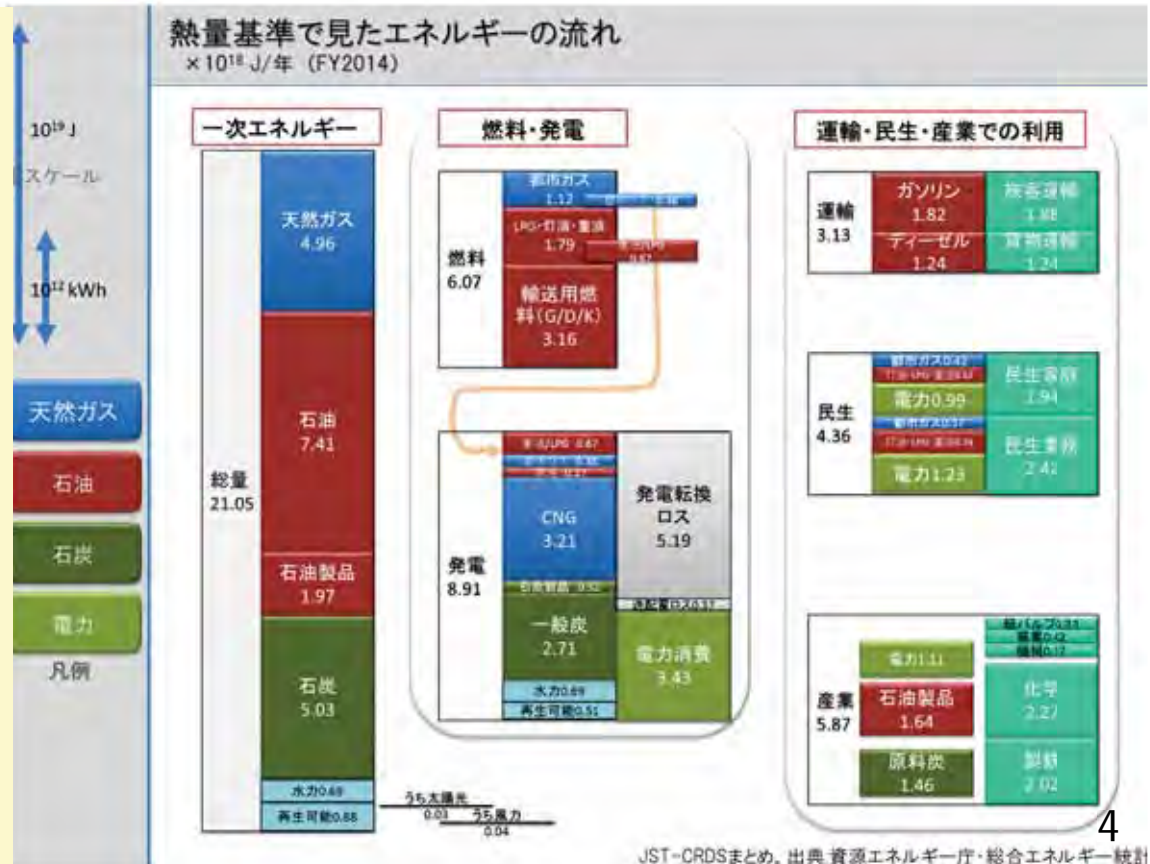 熱量基準で見たエネルギーの流れ
×10¹⁸ J/年 (FY2014)
10¹⁹ J
スケール
10¹² kWh
天然ガス
石油
石炭
電力
凡例
一次エネルギー
総量
21.05
天然ガス
4.96
石油
7.41
石油製品
1.97
石炭
5.03
水力0.69
再生可能0.88
うち太陽光
0.03
うち風力
0.04
燃料・発電
燃料
6.07
都市ガス
1.12
LPG・灯油・重油
1.79
輸送用燃
料(G/D/K)
3.16
発電
8.91
CNG
3.21
一般炭
2.71
水力0.69
再生可能0.51
発電転換
ロス
5.19
送配電ロス0.37
電力消費
3.43
運輸・民生・産業での利用
運輸
3.13
ガソリン
1.82
ディーゼル
1.24
旅客運輸
1.88
貨物運輸
1.24
民生
4.36
電力0.99
電力1.23
民生家庭
1.94
民生業務
2.42
産業
5.87
電力1.11
石油製品
1.64
原料炭
1.46
化学
2.27
製鉄
2.02
4
JST-CRDSまとめ, 出典 資源エネルギー庁・総合エネルギー統計